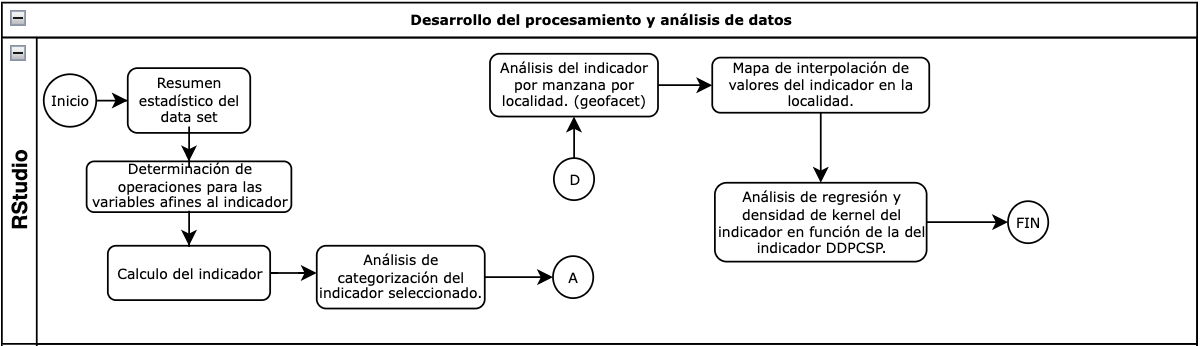 Desarrollo del procesamiento y análisis de datos
RStudio
Inicio
Resumen
estadístico del
data set
Determinación de
operaciones para las
variables afines al indicador
Calculo del indicador
Análisis de
categorización del
indicador seleccionado.
A
D
Análisis del indicador
por manzana por
localidad. (geofacet)
Mapa de interpolación de
valores del indicador en la
localidad.
Análisis de regresión y
densidad de kernel del
indicador en función de la del
indicador DDPCSP.
FIN